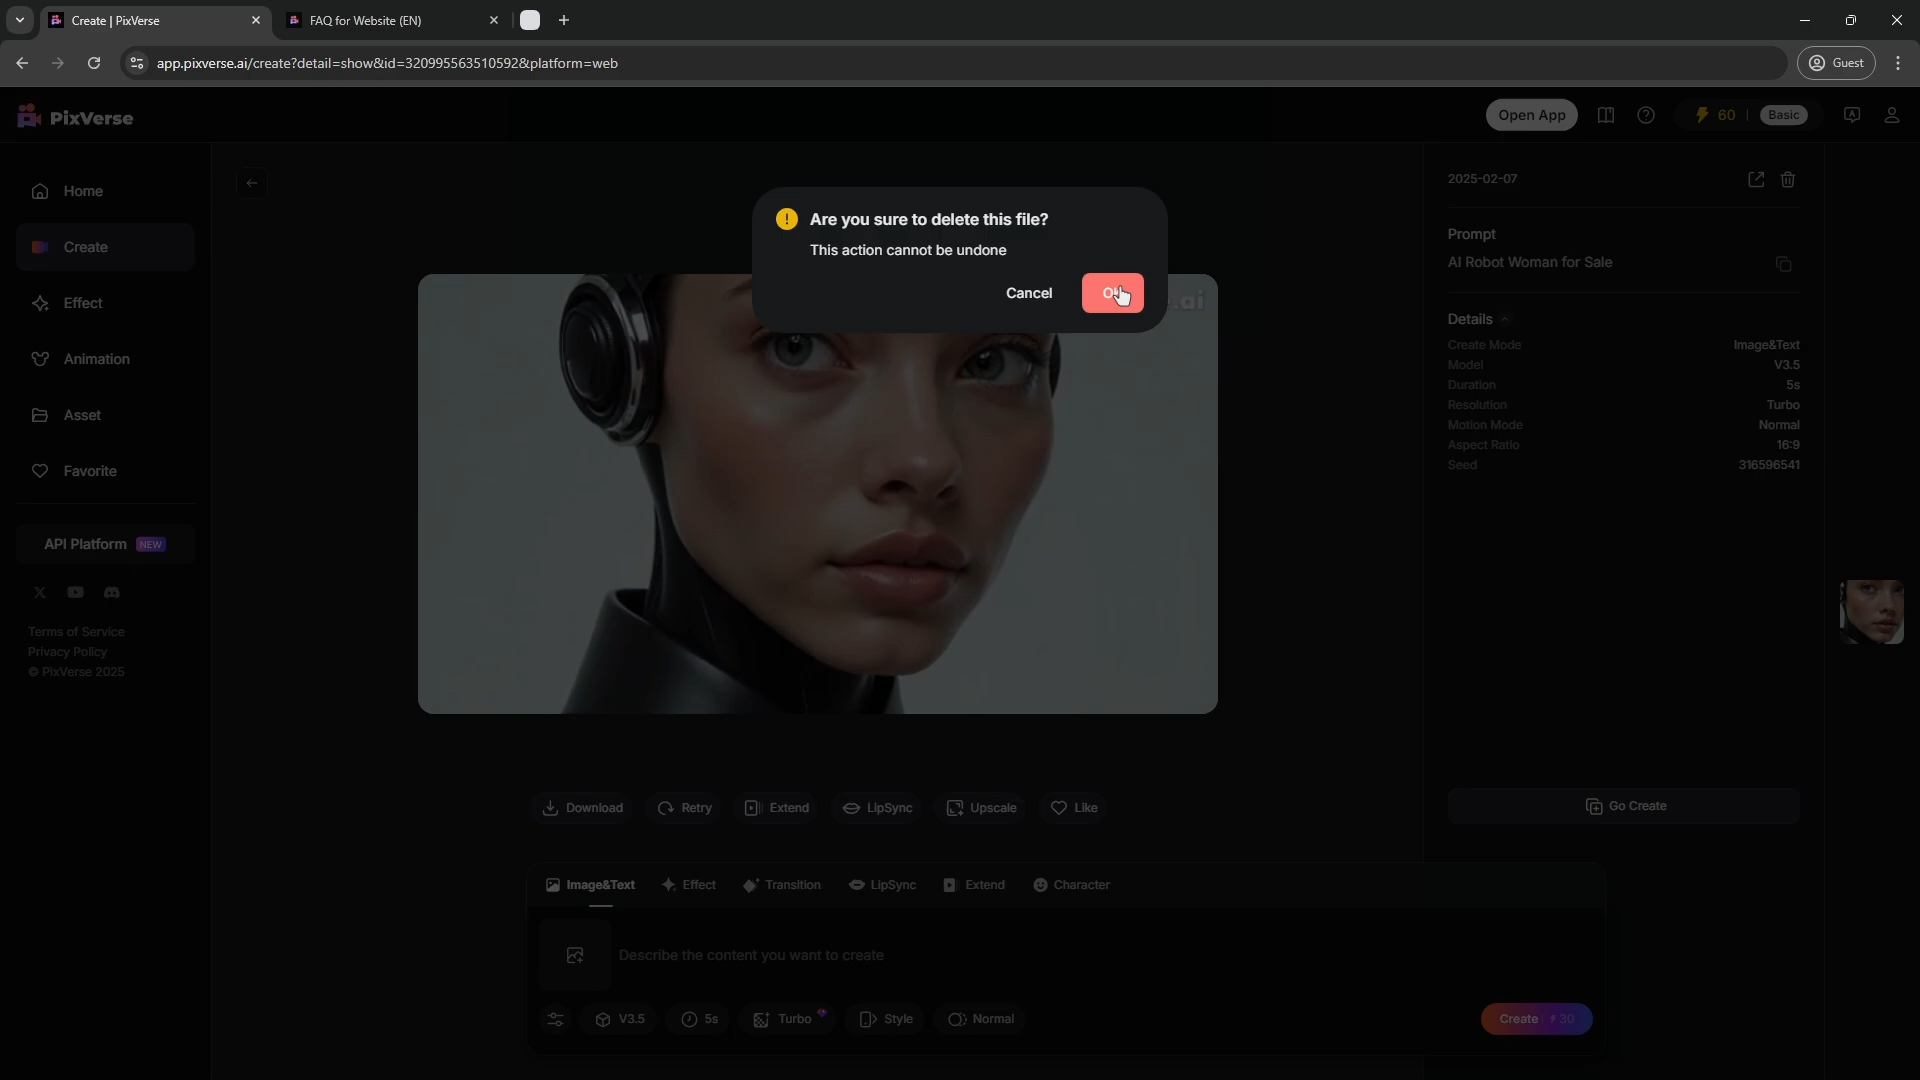 Create | PixVerse
FAQ for Website (EN)
app.pixverse.ai/create?detail=show&id=320995563510592&platform=web
Guest
PixVerse
Open App
60
Basic
Home
Create
Effect
Animation
Asset
Favorite
API Platform
NEW
Terms of Service
Privacy Policy
© PixVerse 2025
Are you sure to delete this file?
This action cannot be undone
Cancel
.ai
Download
Retry
Extend
LipSync
Upscale
Like
2025-02-07
Prompt
AI Robot Woman for Sale
Details
Create Mode Image&Text
Model V3.5
Duration 5s
Resolution Turbo
Motion Mode Normal
Aspect Ratio 16:9
Seed 316596541
Go Create
Image&Text
Effect
Transition
LipSync
Extend
Character
Describe the content you want to create
V3.5
5s
Turbo
Style
Normal
Create
30